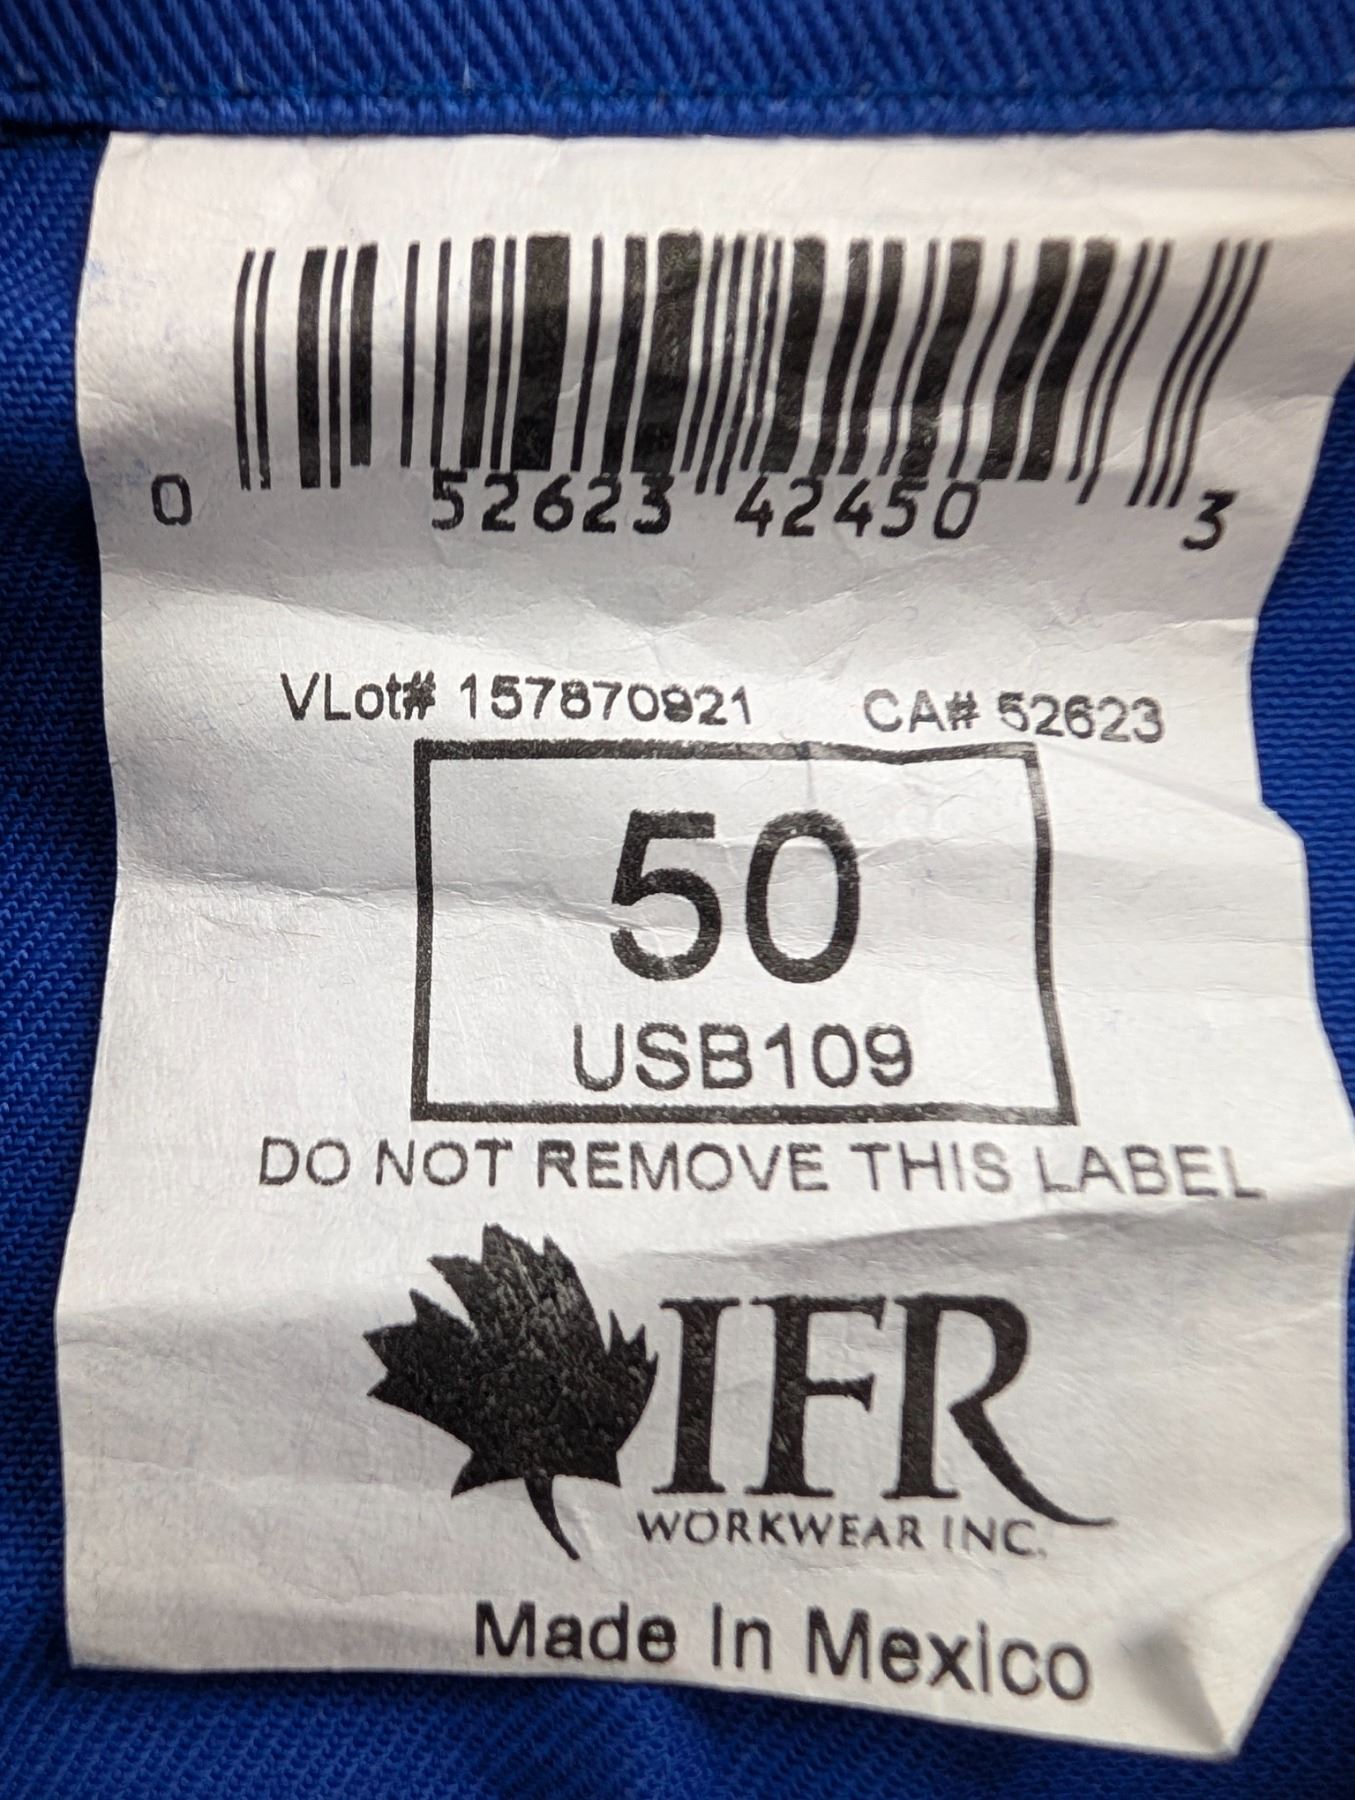 0 52623 42450 3
VLot# 157870921 CA# 52623
50
USB109
DO NOT REMOVE THIS LABEL
IFR
WORKWEAR INC.
Made In Mexico